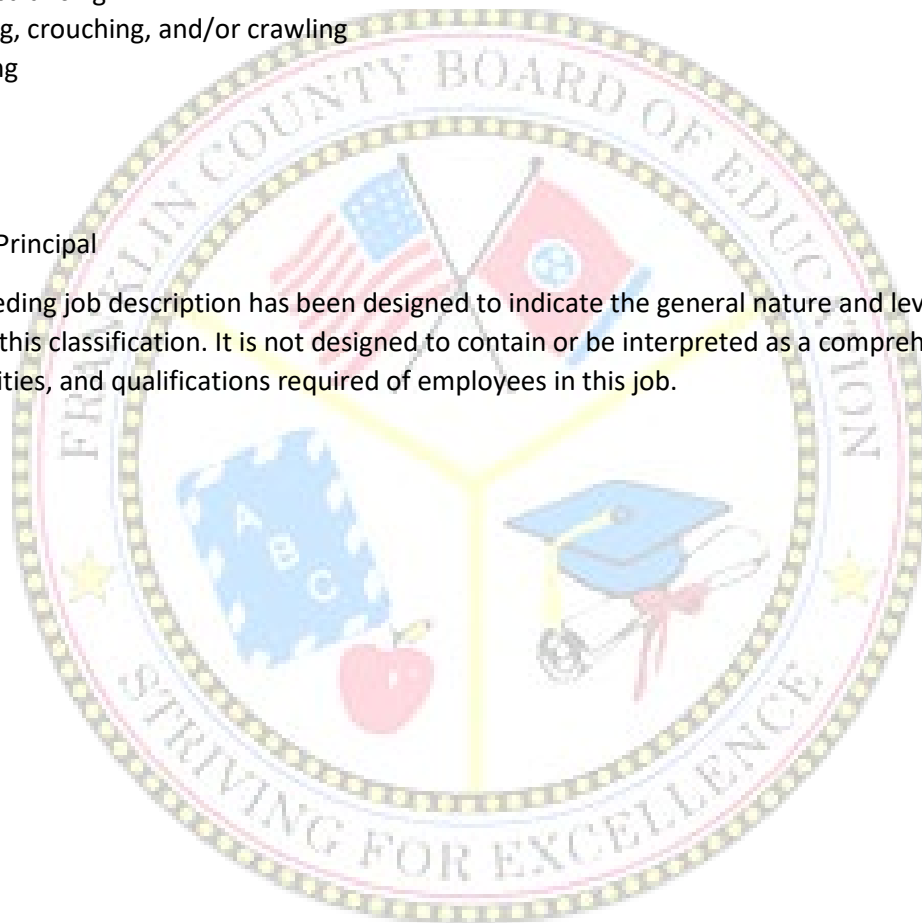 g, crouching, and/or crawling
ng
Principal
eding job description has been designed to indicate the general nature and lev
this classification. It is not designed to contain or be interpreted as a compreh
ities, and qualifications required of employees in this job.
FRANKLIN COUNTY BOARD OF EDUCATION
A
B
C
STRIVING FOR EXCELLENCE